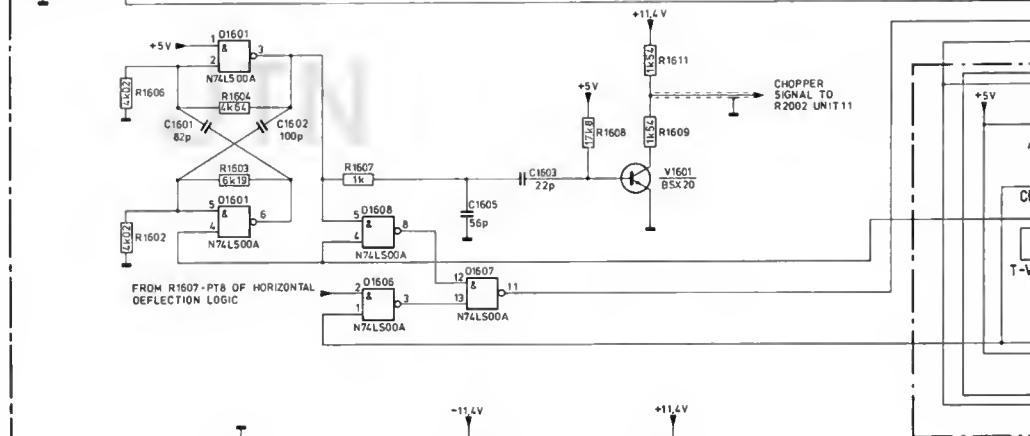 +11,4V
D1601
+5V
1
&
3
2
N74LS00A
R1611
1k54
R1606
4k02
R1604
4k64
+5V
CHOPPER
SIGNAL TO
R2002 UNIT 11
+5V
C1601
82p
C1602
100p
R1608
17k8
R1609
1k54
R1603
6k19
R1607
1k
C1603
22p
V1601
BSX20
D1601
5
&
6
4
N74LS00A
R1602
4k02
C1605
56p
D1608
5
&
8
4
N74LS00A
FROM R1607-PT8 OF HORIZONTAL
DEFLECTION LOGIC
D1606
2
&
3
1
N74LS00A
D1607
12
&
11
13
N74LS00A
T-V
-11,4V
+11,4V